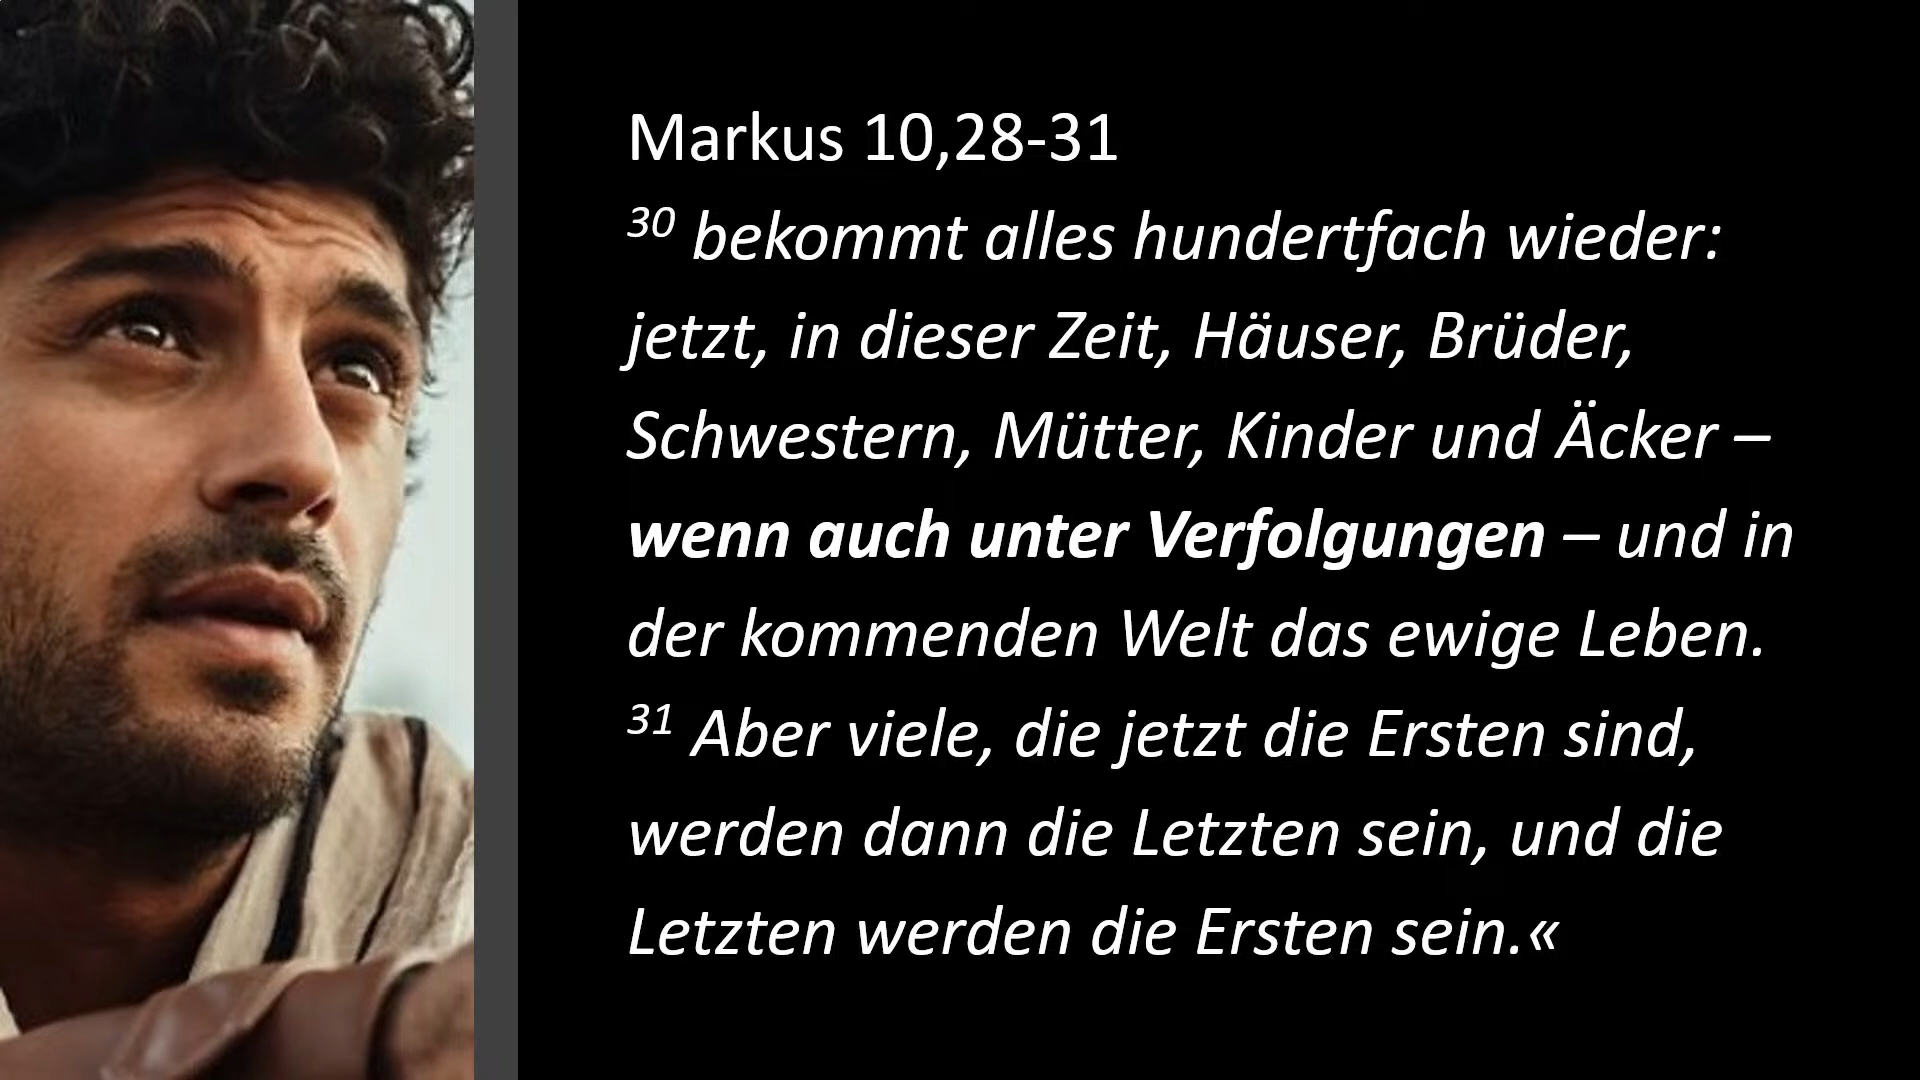 Markus 10,28-31
30 bekommt alles hundertfach wieder:
jetzt, in dieser Zeit, Häuser, Brüder,
Schwestern, Mütter, Kinder und Äcker –
wenn auch unter Verfolgungen – und in
der kommenden Welt das ewige Leben.
31 Aber viele, die jetzt die Ersten sind,
werden dann die Letzten sein, und die
Letzten werden die Ersten sein.«